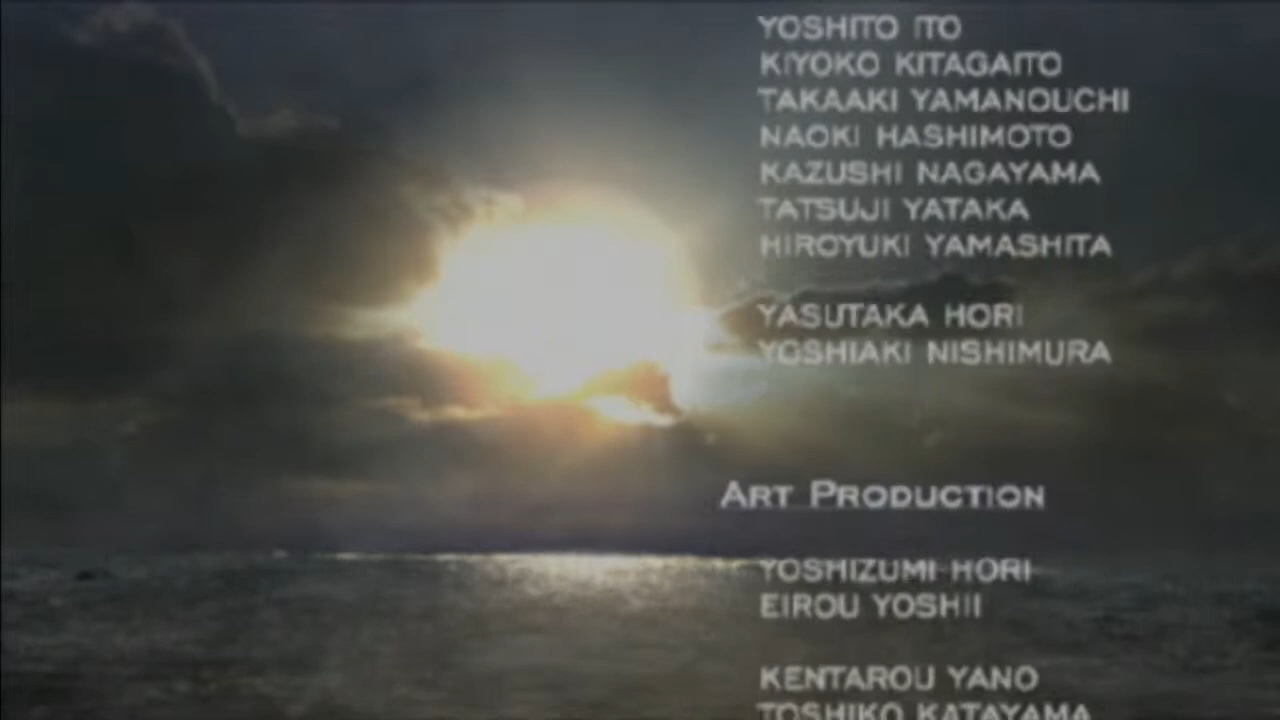 YOSHITO ITO
KIYOKO KITAGAITO
TAKAAKI YAMANOUCHI
NAOKI HASHIMOTO
KAZUSHI NAGAYAMA
TATSUJI YATAKA
HIROYUKI YAMASHITA
YASUTAKA HORI
YOSHIAKI NISHIMURA
ART PRODUCTION
YOSHIZUMI HORI
EIROU YOSHII
KENTAROU YANO
TOSHIKO KATAYAMA